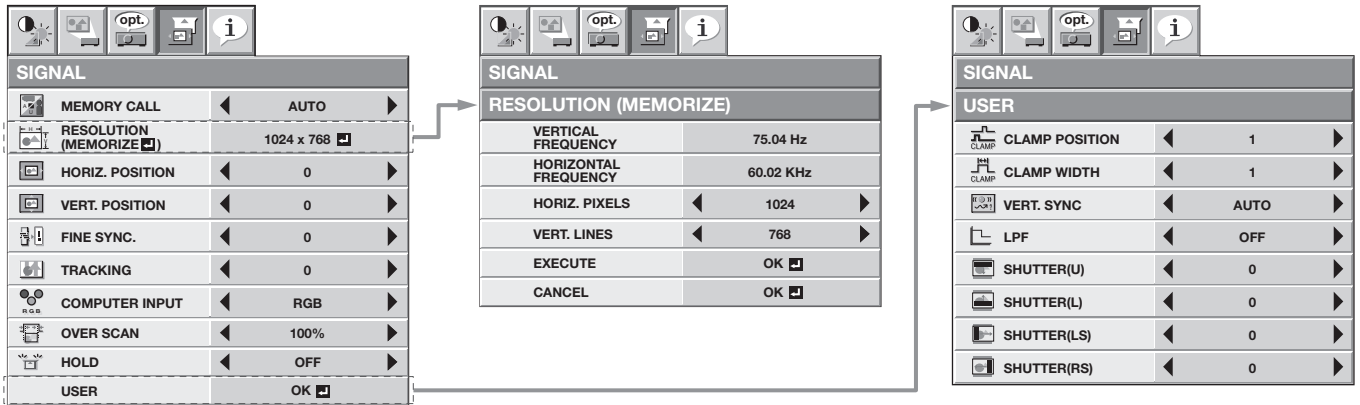 opt.
i
SIGNAL
MEMORY CALL AUTO
RESOLUTION
(MEMORIZE ) 1024 x 768
HORIZ. POSITION 0
VERT. POSITION 0
FINE SYNC. 0
TRACKING 0
RGB
COMPUTER INPUT RGB
OVER SCAN 100%
HOLD OFF
USER OK
opt.
i
SIGNAL
RESOLUTION (MEMORIZE)
VERTICAL
FREQUENCY 75.04 Hz
HORIZONTAL
FREQUENCY 60.02 KHz
HORIZ. PIXELS 1024
VERT. LINES 768
EXECUTE OK
CANCEL OK
opt.
i
SIGNAL
USER
CLAMP CLAMP POSITION 1
CLAMP CLAMP WIDTH 1
VERT. SYNC AUTO
LPF OFF
SHUTTER(U) 0
SHUTTER(L) 0
SHUTTER(LS) 0
SHUTTER(RS) 0